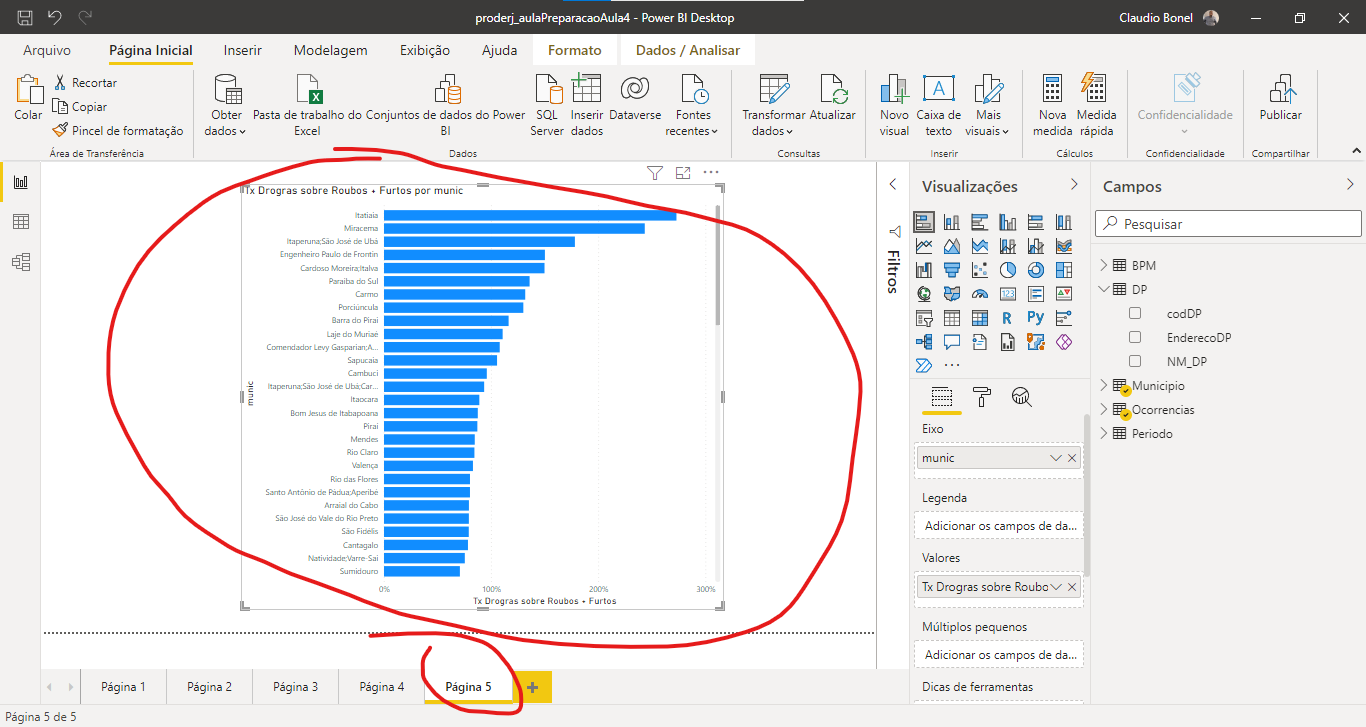 proderj_aulaPreparacaoAula4 - Power BI Desktop
Claudio Bonel
Arquivo
Página Inicial
Inserir
Modelagem
Exibição
Ajuda
Formato
Dados / Analisar
Colar
Recortar
Copiar
Pincel de formatação
Área de Transferência
Obter
dados
Pasta de trabalho do
Excel
Conjuntos de dados do Power
BI
SQL
Server
Inserir
dados
Dataverse
Fontes
recentes
Dados
Transformar
dados
Atualizar
Consultas
Novo
visual
Caixa de
texto
Mais
visuais
Inserir
Nova
medida
Medida
rápida
Cálculos
Confidencialidade
Confidencialidade
Publicar
Compartilhar
Tx Drogras sobre Roubos + Furtos por munic
munic
Itatiaia
Miracema
Itaperuna;São José de Ubá
Engenheiro Paulo de Frontin
Cardoso Moreira;Italva
Paraíba do Sul
Carmo
Porciúncula
Barra do Piraí
Laje do Muriaé
Comendador Levy Gasparian;A...
Sapucaia
Cambuci
Itaperuna;São José de Ubá;Car...
Itaocara
Bom Jesus de Itabapoana
Piraí
Mendes
Rio Claro
Valença
Rio das Flores
Santo Antônio de Pádua;Aperibé
Arraial do Cabo
São José do Vale do Rio Preto
São Fidélis
Cantagalo
Natividade;Varre-Sai
Sumidouro
0%
100%
200%
300%
Tx Drogras sobre Roubos + Furtos
Filtros
Visualizações
123
R
Py
Eixo
munic
Legenda
Adicionar os campos de da...
Valores
Tx Drogras sobre Roubo
Múltiplos pequenos
Adicionar os campos de da...
Dicas de ferramentas
Campos
Pesquisar
BPM
DP
codDP
EnderecoDP
NM_DP
Municipio
Ocorrencias
Periodo
Página 1
Página 2
Página 3
Página 4
Página 5
Página 5 de 5